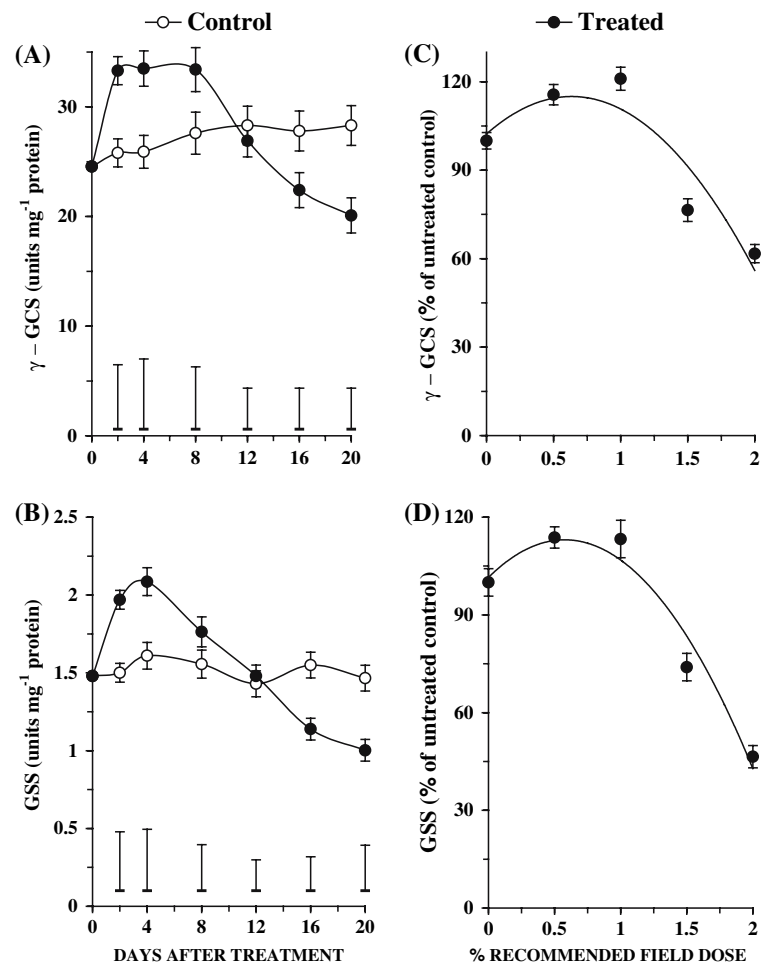 Control
Treated
(A)
γ – GCS (units mg⁻¹ protein)
33
22
11
0
0 4 8 12 16 20
(C)
γ – GCS (% of untreated control)
120
90
60
30
0
0 0.5 1 1.5 2
(B)
GSS (units mg⁻¹ protein)
2.5
2
1.5
1
0.5
0
0 4 8 12 16 20
DAYS AFTER TREATMENT
(D)
GSS (% of untreated control)
120
90
60
30
0
0 0.5 1 1.5 2
% RECOMMENDED FIELD DOSE